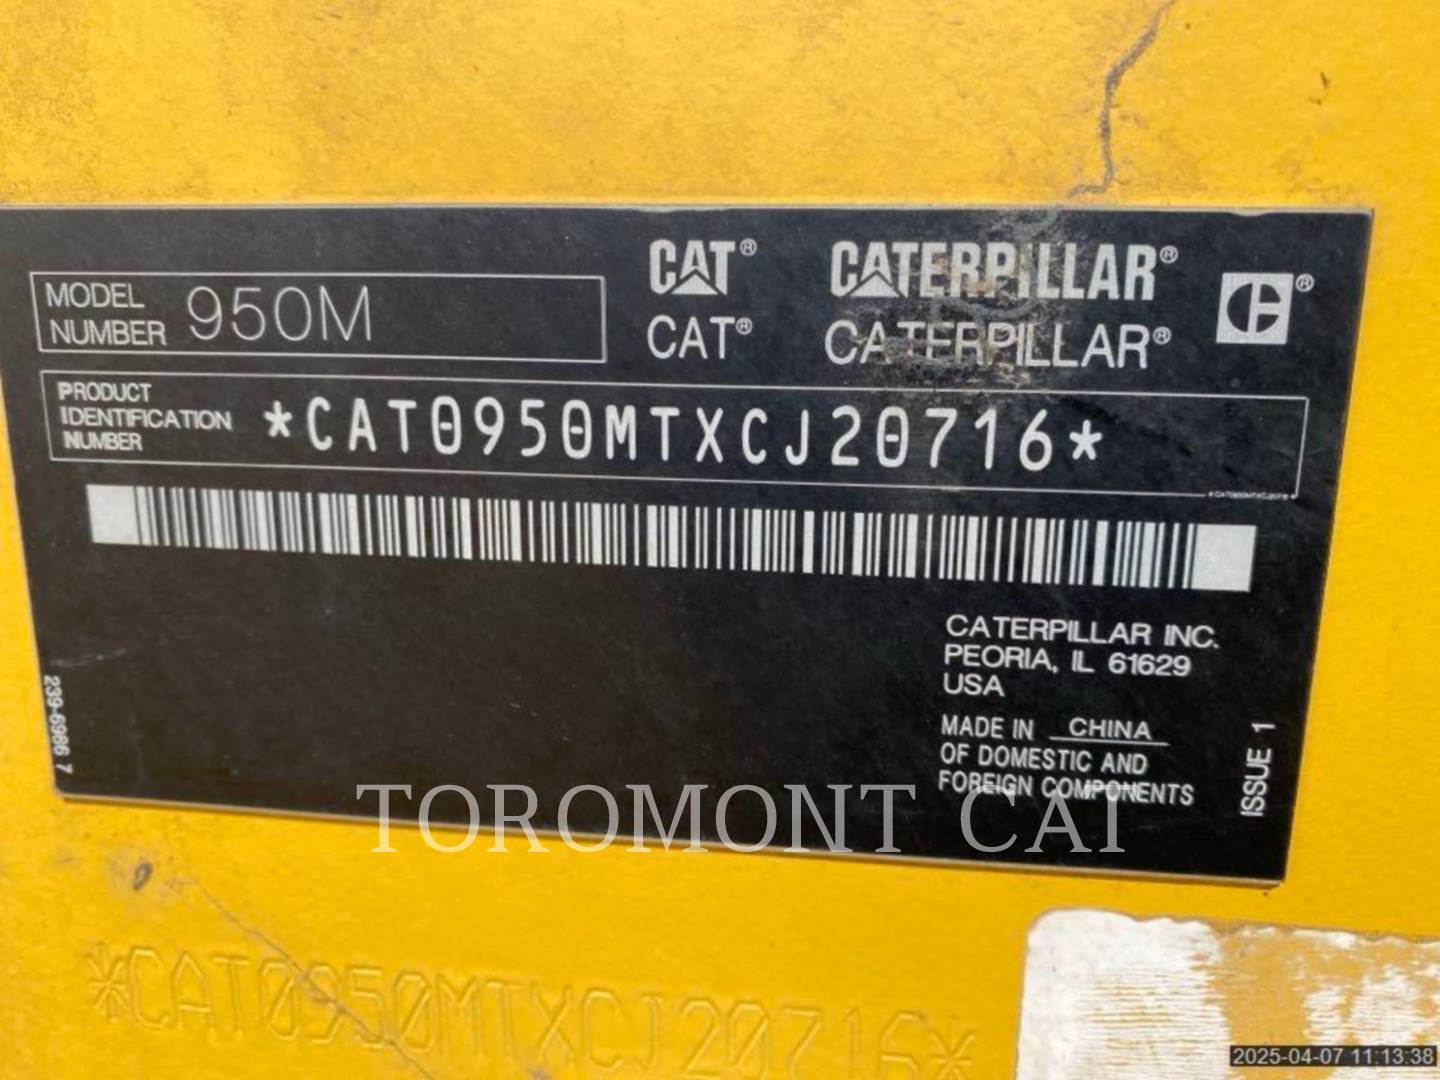 CAT® CATERPILLAR®
MODEL NUMBER 950M
CAT® CATERPILLAR®
PRODUCT IDENTIFICATION NUMBER *CAT0950MTXCJ20716*
*CAT0950MTXCJ20716*
CATERPILLAR INC.
PEORIA, IL 61629
USA
MADE IN CHINA
OF DOMESTIC AND
FOREIGN COMPONENTS
239-6986 7
ISSUE 1
TOROMONT CAT
*CAT0950MTXCJ20716*
2025-04-07 11:13:38